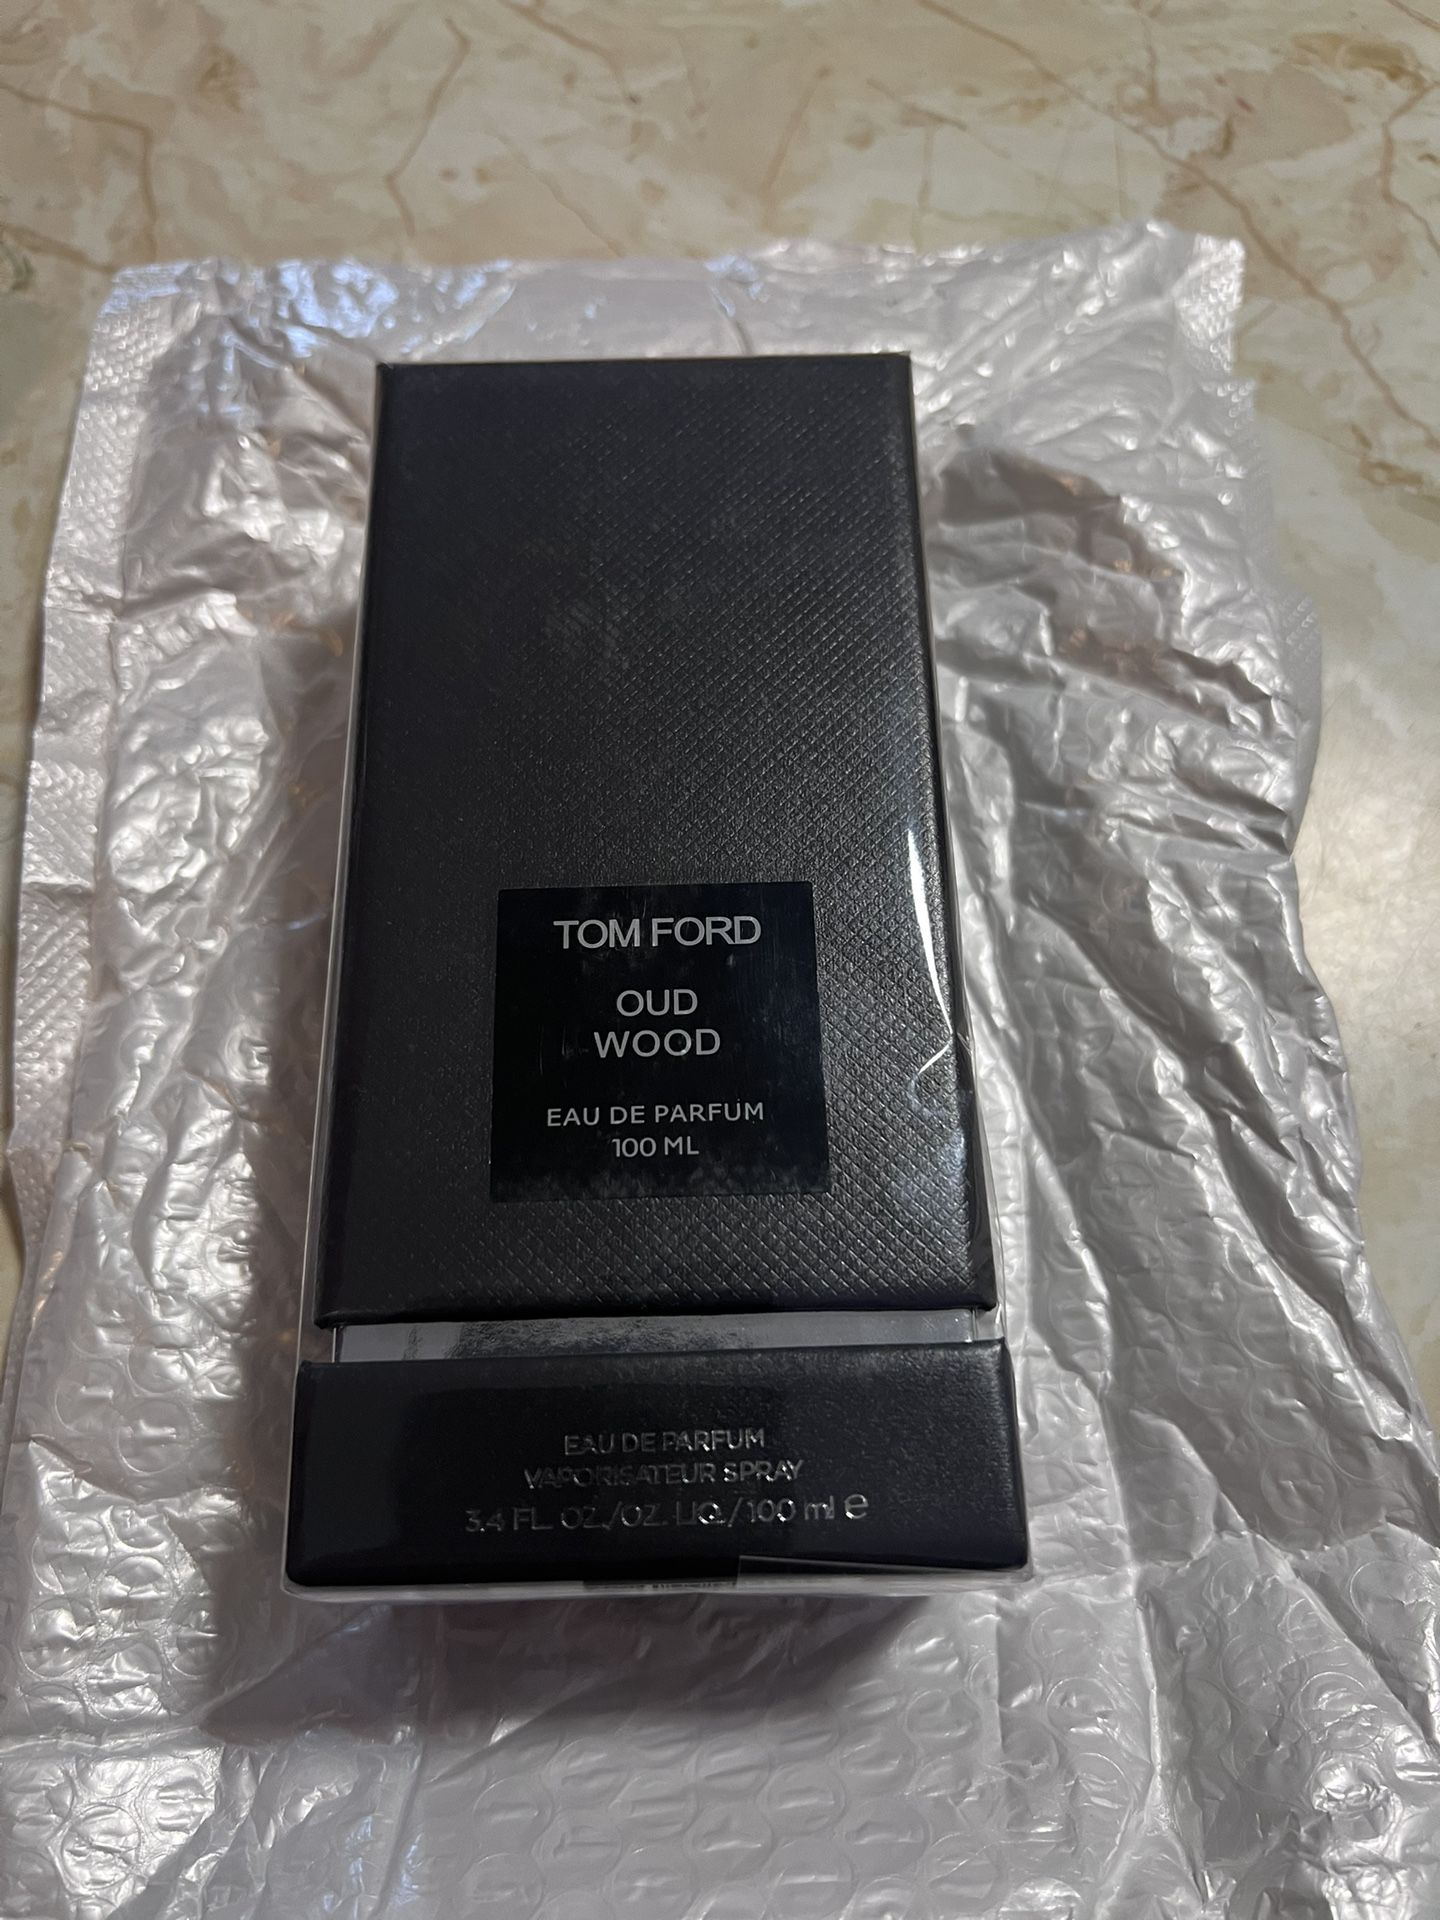 TOM FORD
OUD
WOOD
EAU DE PARFUM
100 ML
EAU DE PARFUM
VAPORISATEUR SPRAY
3.4 FL. OZ./OZ. LIQ./100 ml ℮